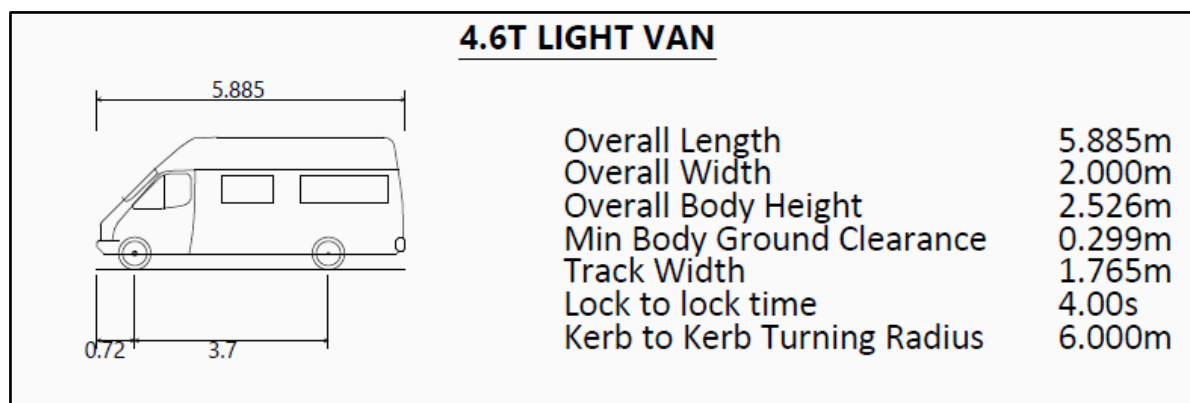 4.6T LIGHT VAN
5.885
Overall Length 5.885m
Overall Width 2.000m
Overall Body Height 2.526m
Min Body Ground Clearance 0.299m
Track Width 1.765m
Lock to lock time 4.00s
Kerb to Kerb Turning Radius 6.000m
0.72 3.7